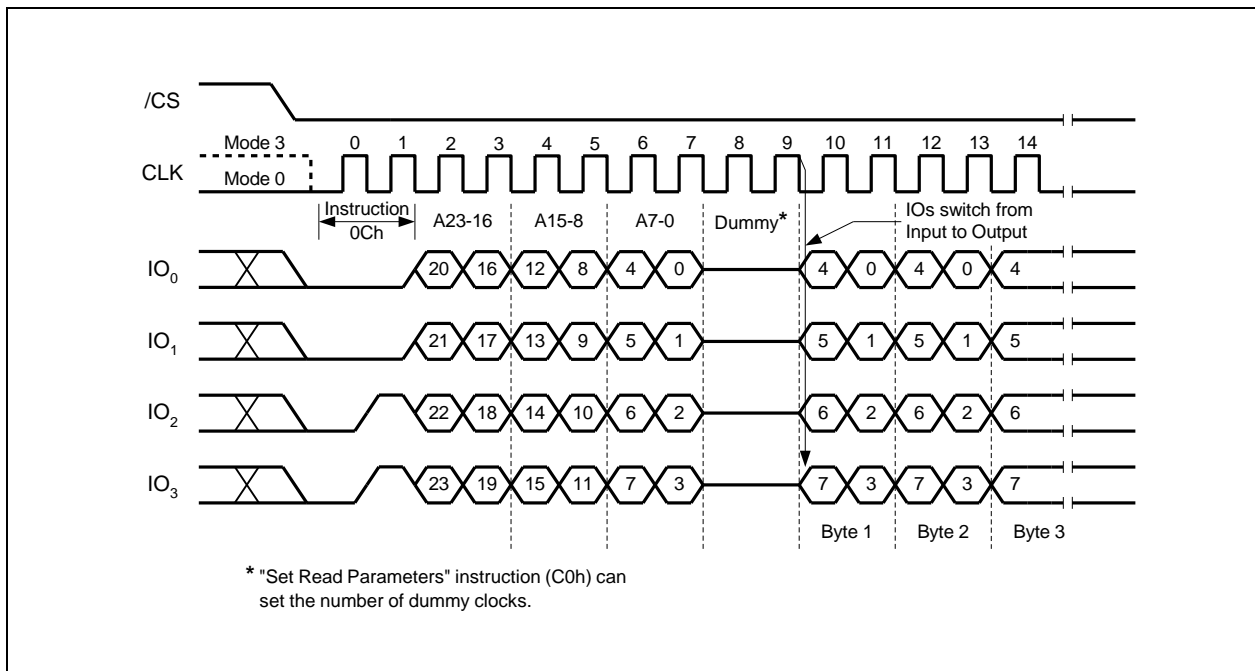 /CS
Mode 3 0 1 2 3 4 5 6 7 8 9 10 11 12 13 14
CLK
Mode 0
Instruction A23-16 A15-8 A7-0 Dummy* IOs switch from
0Ch Input to Output
IO0 20 16 12 8 4 0 4 0 4 0 4
IO1 21 17 13 9 5 1 5 1 5 1 5
IO2 22 18 14 10 6 2 6 2 6 2 6
IO3 23 19 15 11 7 3 7 3 7 3 7
Byte 1 Byte 2 Byte 3
* "Set Read Parameters" instruction (C0h) can
set the number of dummy clocks.